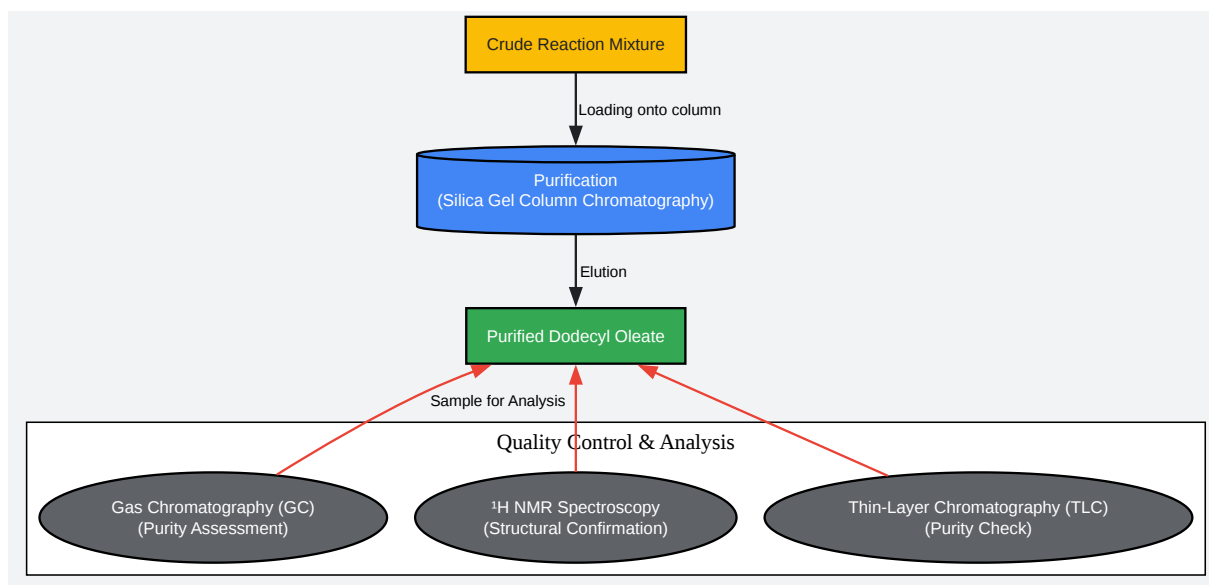 Crude Reaction Mixture
Loading onto column
Purification
(Silica Gel Column Chromatography)
Elution
Purified Dodecyl Oleate
Sample for Analysis
Quality Control & Analysis
Gas Chromatography (GC)
(Purity Assessment)
¹H NMR Spectroscopy
(Structural Confirmation)
Thin-Layer Chromatography (TLC)
(Purity Check)